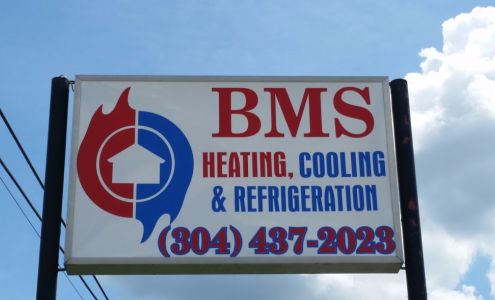 BMS
HEATING, COOLING
& REFRIGERATION
(304) 437-2023